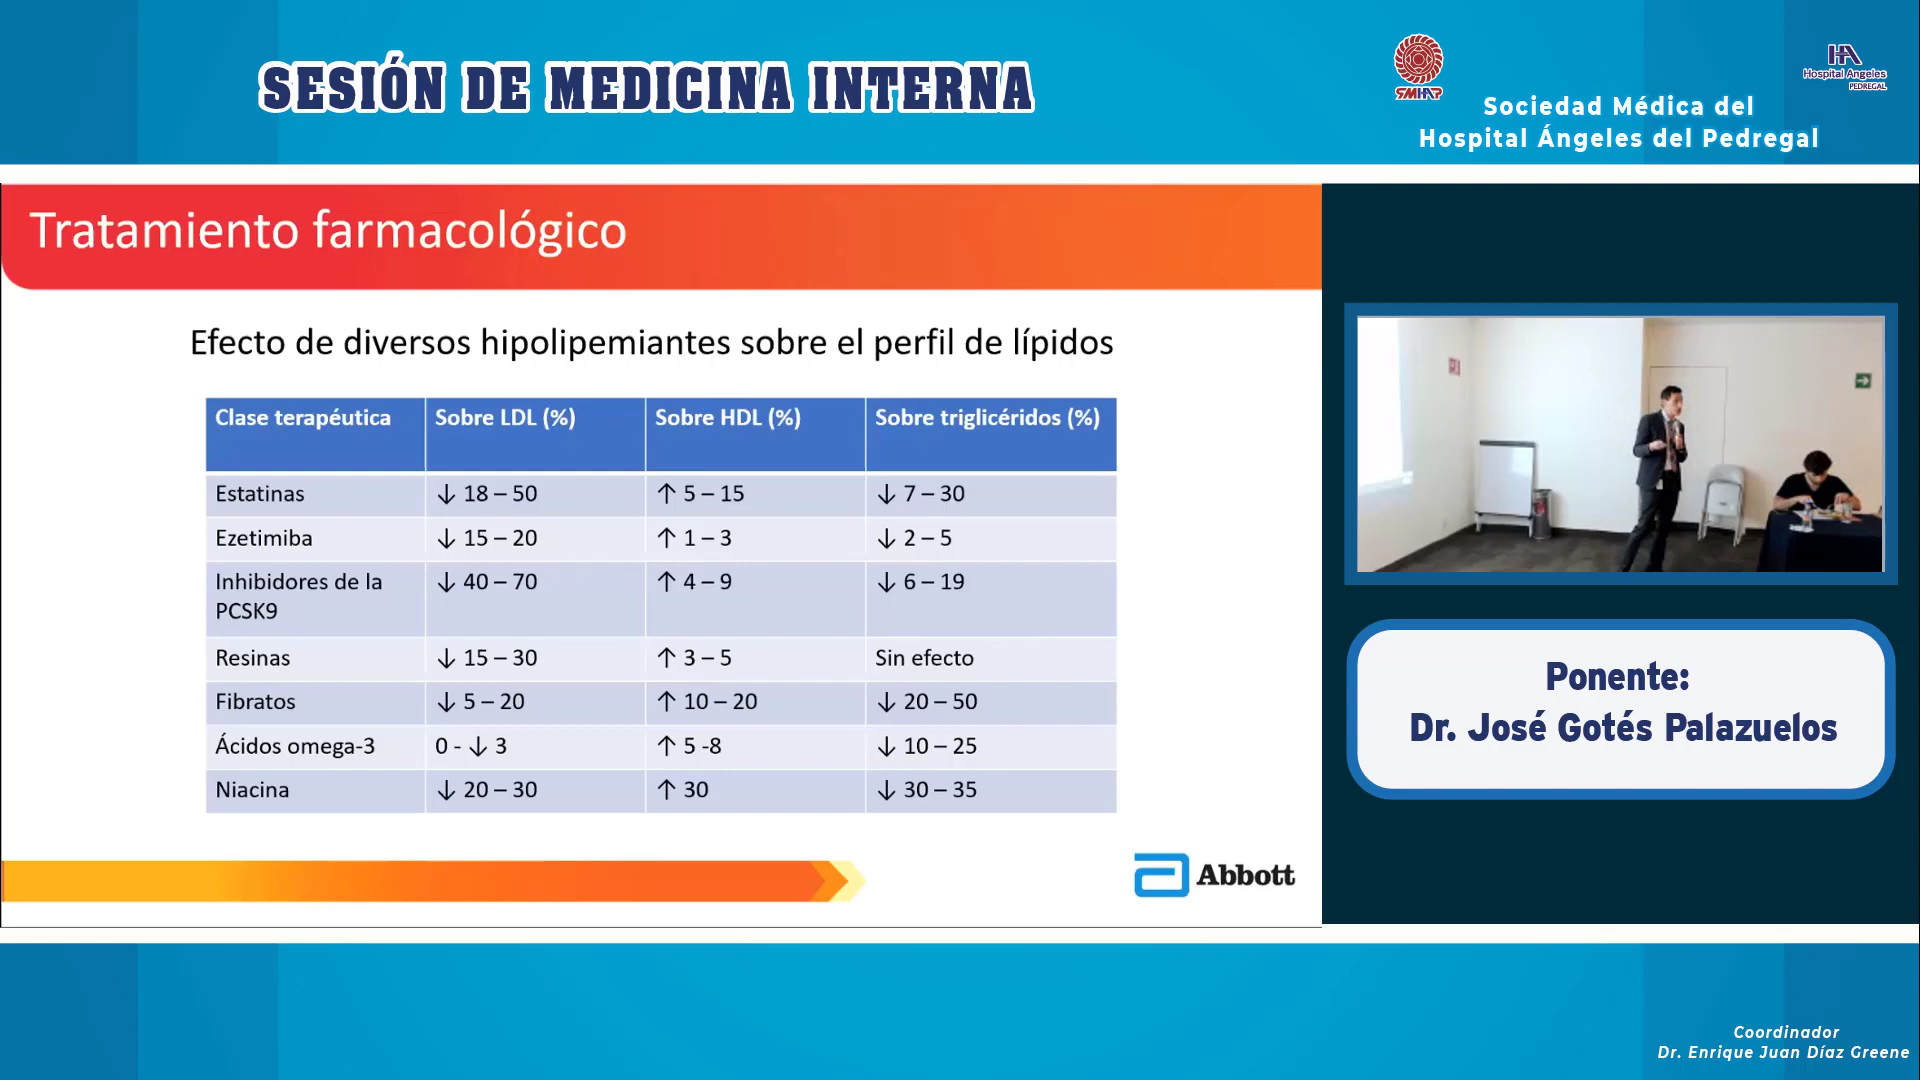 SESIÓN DE MEDICINA INTERNA
SMHAP
Sociedad Médica del
Hospital Ángeles del Pedregal
HA
Hospital Angeles
PEDREGAL
Tratamiento farmacológico
Efecto de diversos hipolipemiantes sobre el perfil de lípidos
Clase terapéutica Sobre LDL (%) Sobre HDL (%) Sobre triglicéridos (%)
Estatinas ↓ 18 – 50 ↑ 5 – 15 ↓ 7 – 30
Ezetimiba ↓ 15 – 20 ↑ 1 – 3 ↓ 2 – 5
Inhibidores de la ↓ 40 – 70 ↑ 4 – 9 ↓ 6 – 19
PCSK9
Resinas ↓ 15 – 30 ↑ 3 – 5 Sin efecto
Fibratos ↓ 5 – 20 ↑ 10 – 20 ↓ 20 – 50
Ácidos omega-3 0 - ↓ 3 ↑ 5 -8 ↓ 10 – 25
Niacina ↓ 20 – 30 ↑ 30 ↓ 30 – 35
Abbott
Ponente:
Dr. José Gotés Palazuelos
Coordinador
Dr. Enrique Juan Díaz Greene